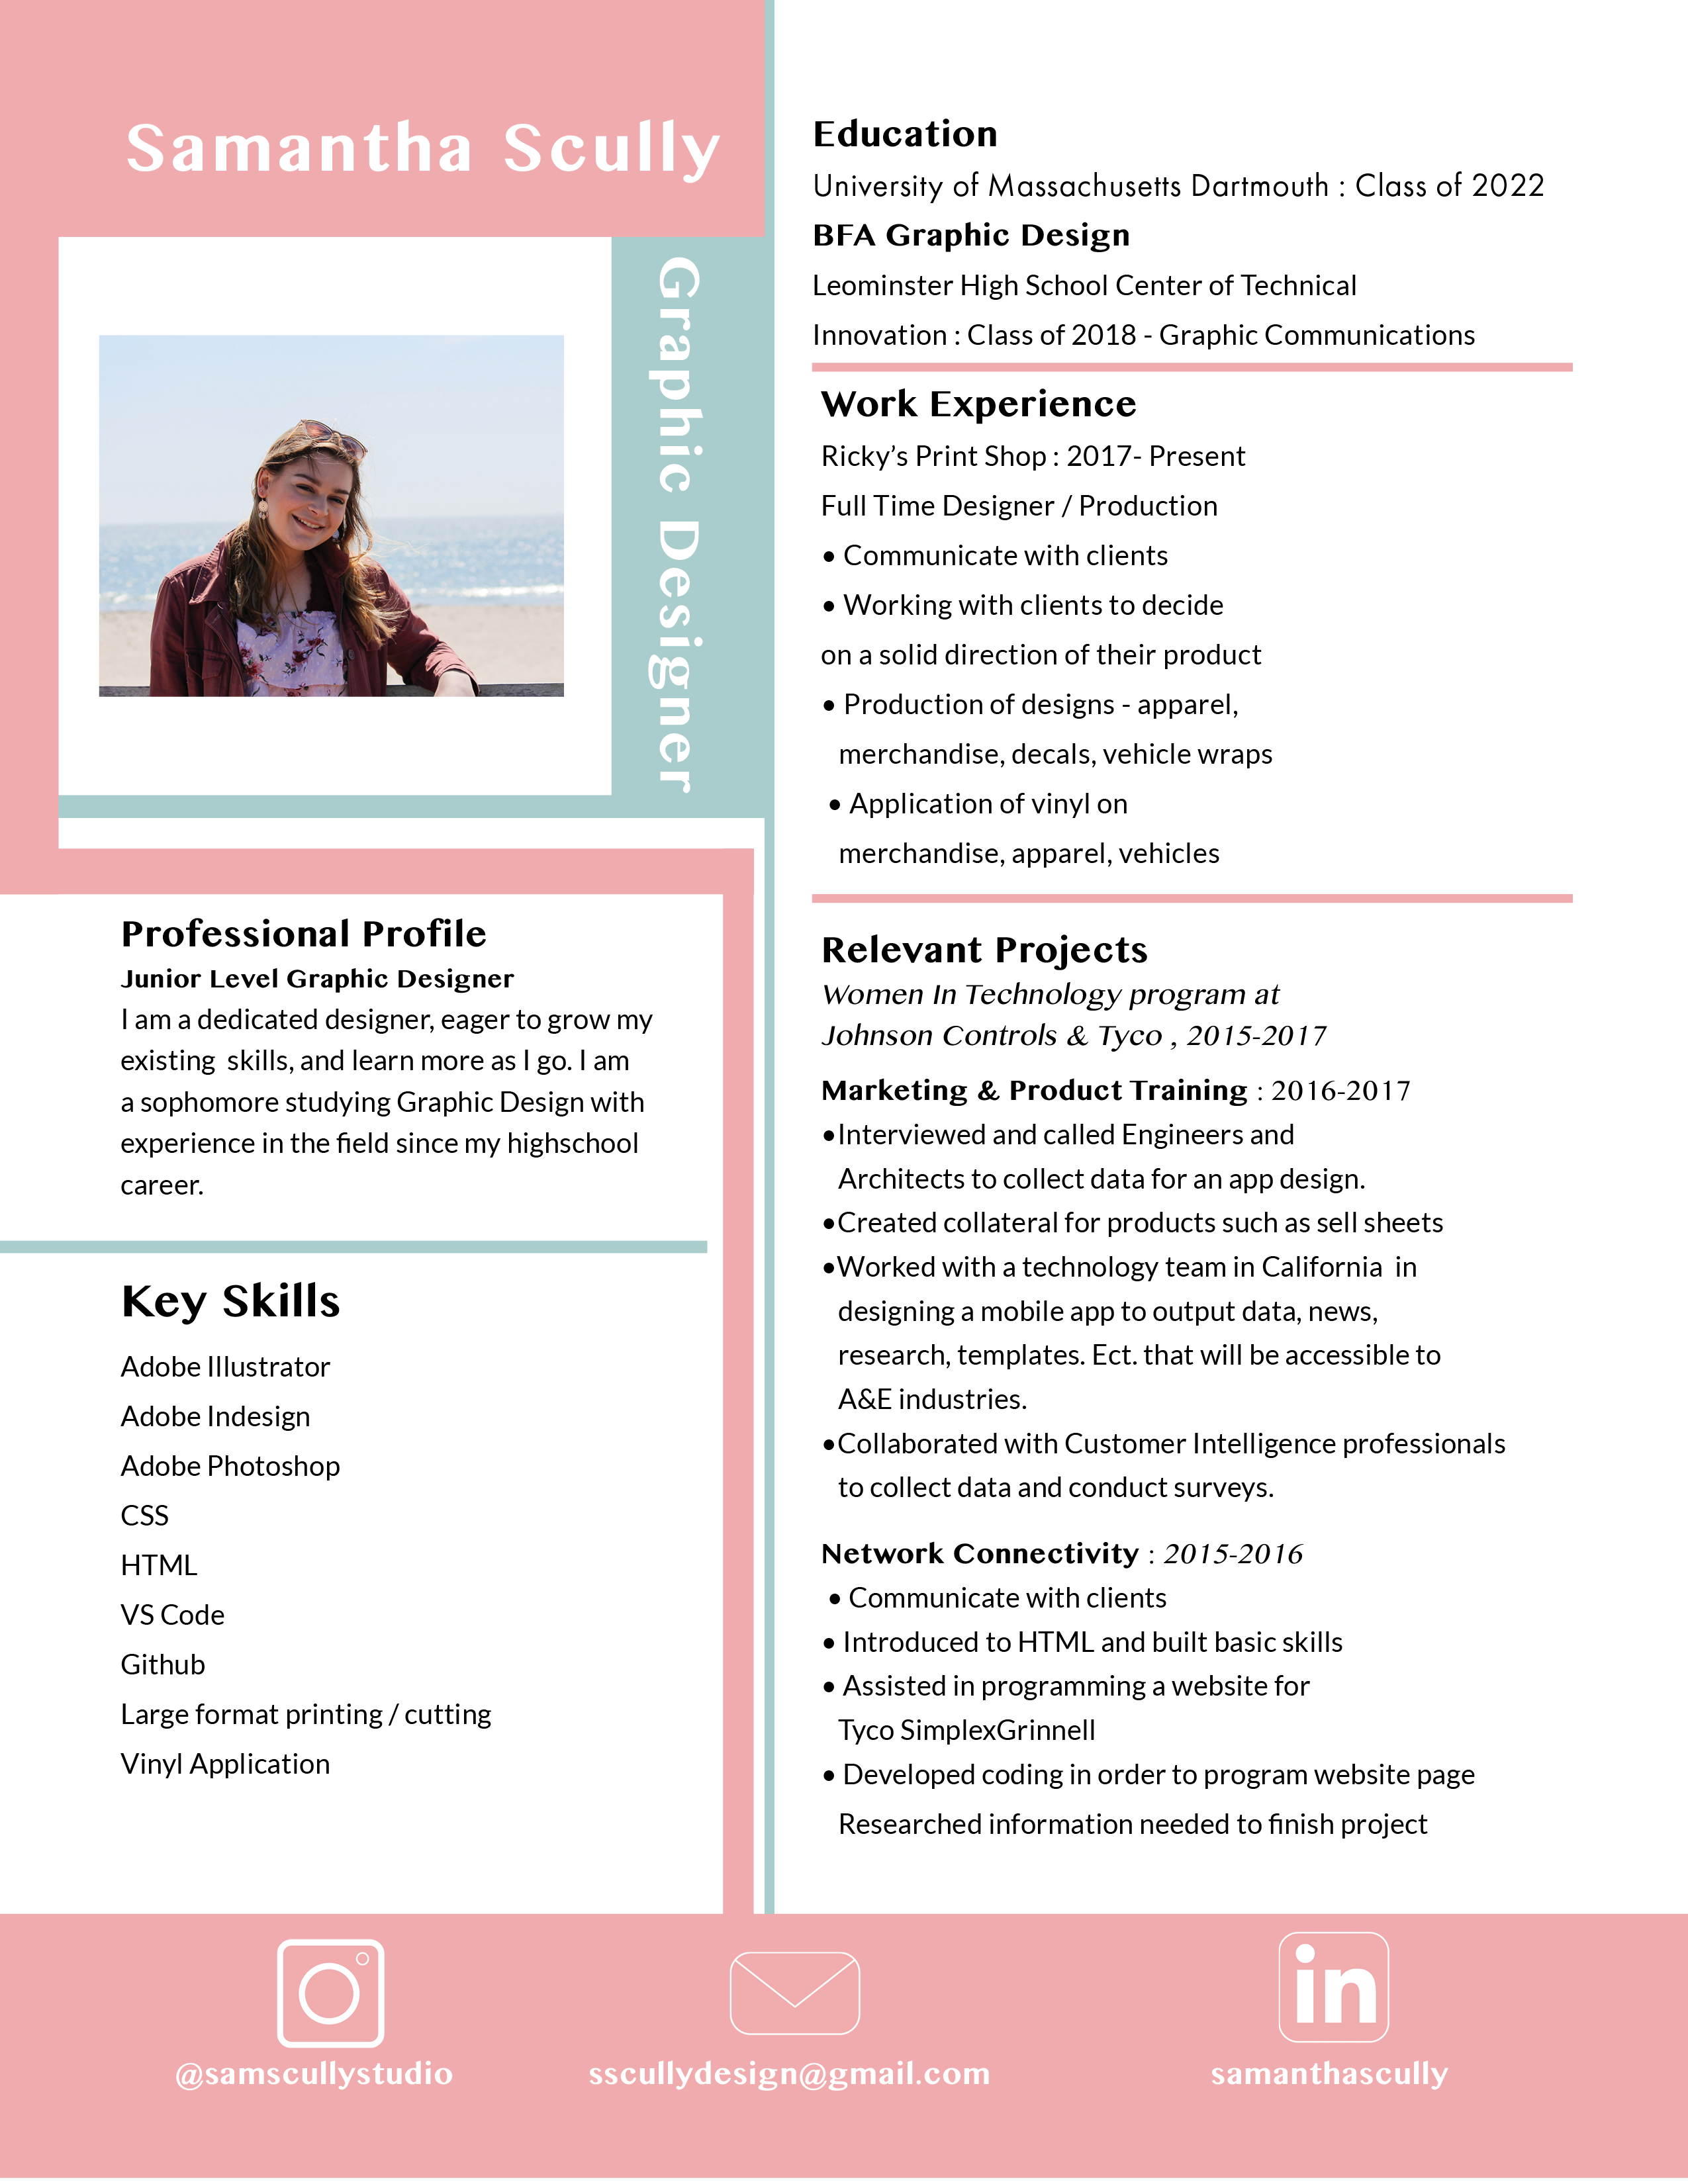 Samantha Scully
Graphic Designer
Professional Profile
Junior Level Graphic Designer
I am a dedicated designer, eager to grow my
existing  skills, and learn more as I go. I am
a sophomore studying Graphic Design with
experience in the field since my highschool
career.
Key Skills
Adobe Illustrator
Adobe Indesign
Adobe Photoshop
CSS
HTML
VS Code
Github
Large format printing / cutting
Vinyl Application
Education
University of Massachusetts Dartmouth : Class of 2022
BFA Graphic Design
Leominster High School Center of Technical
Innovation : Class of 2018 - Graphic Communications
Work Experience
Ricky’s Print Shop : 2017- Present
Full Time Designer / Production
• Communicate with clients
• Working with clients to decide
on a solid direction of their product
• Production of designs - apparel,
merchandise, decals, vehicle wraps
• Application of vinyl on
merchandise, apparel, vehicles
Relevant Projects
Women In Technology program at
Johnson Controls & Tyco , 2015-2017
Marketing & Product Training : 2016-2017
•Interviewed and called Engineers and
Architects to collect data for an app design.
•Created collateral for products such as sell sheets
•Worked with a technology team in California  in
designing a mobile app to output data, news,
research, templates. Ect. that will be accessible to
A&E industries.
•Collaborated with Customer Intelligence professionals
to collect data and conduct surveys.
Network Connectivity : 2015-2016
• Communicate with clients
• Introduced to HTML and built basic skills
• Assisted in programming a website for
Tyco SimplexGrinnell
• Developed coding in order to program website page
Researched information needed to finish project
in
@samscullystudio
sscullydesign@gmail.com
samanthascully